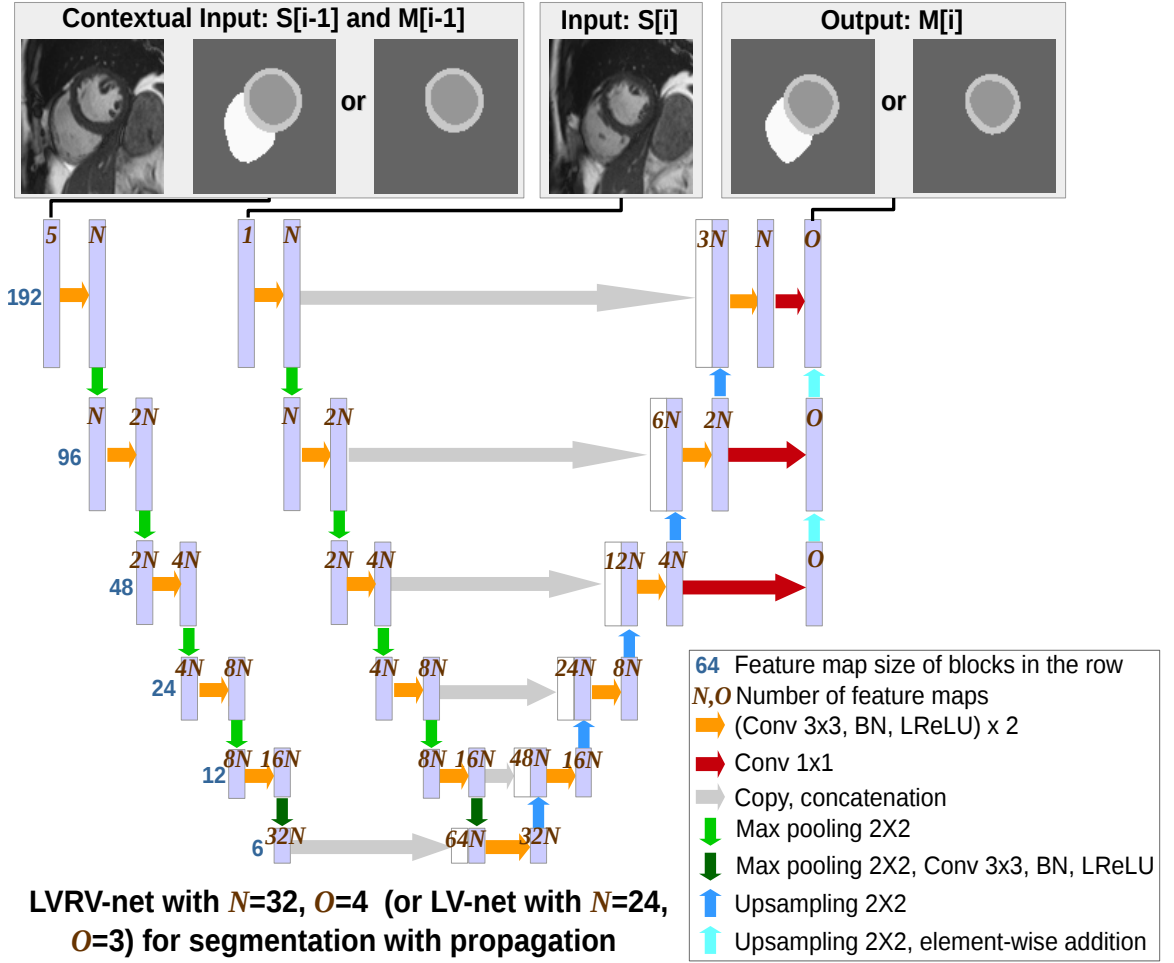 Contextual Input: S[i-1] and M[i-1]
Input: S[i]
Output: M[i]
or
or
5 N 1 N 3N N O
192
N 2N N 2N 6N 2N O
96
2N 4N 2N 4N 12N 4N O
48
4N 8N 4N 8N 24N 8N
24
8N 16N 8N 16N 48N 16N
12
32N 64N 32N
6
64 Feature map size of blocks in the row
N,O Number of feature maps
(Conv 3x3, BN, LReLU) x 2
Conv 1x1
Copy, concatenation
Max pooling 2X2
Max pooling 2X2, Conv 3x3, BN, LReLU
Upsampling 2X2
Upsampling 2X2, element-wise addition
LVRV-net with N=32, O=4 (or LV-net with N=24,
O=3) for segmentation with propagation